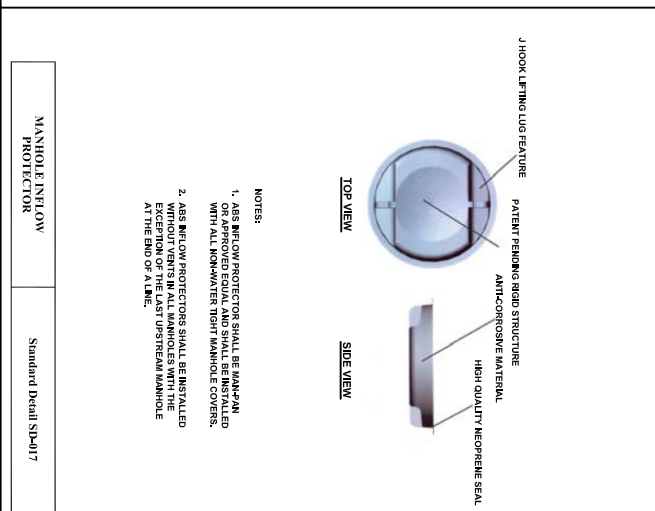 J HOOK LIFTING LUG FEATURE
PATENT PENDING RIGID STRUCTURE
ANTI-CORROSIVE MATERIAL
HIGH QUALITY NEOPRENE SEAL
TOP VIEW
SIDE VIEW
NOTES:
1. ABS INFLOW PROTECTOR SHALL BE MAN-PAN
OR APPROVED EQUAL AND SHALL BE INSTALLED
WITH ALL NON-WATER TIGHT MANHOLE COVERS.
2. ABS INFLOW PROTECTORS SHALL BE INSTALLED
WITHOUT VENTS IN ALL MANHOLES WITH THE
EXCEPTION OF THE LAST UPSTREAM MANHOLE
AT THE END OF A LINE.
MANHOLE INFLOW
PROTECTOR
Standard Detail SD-017